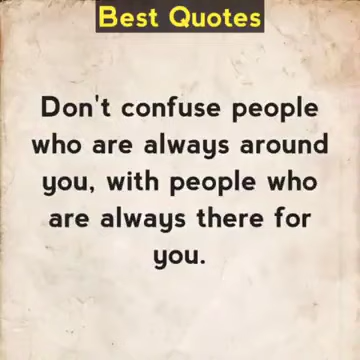 Best Quotes
Don't confuse people
who are always around
you, with people who
are always there for
you.